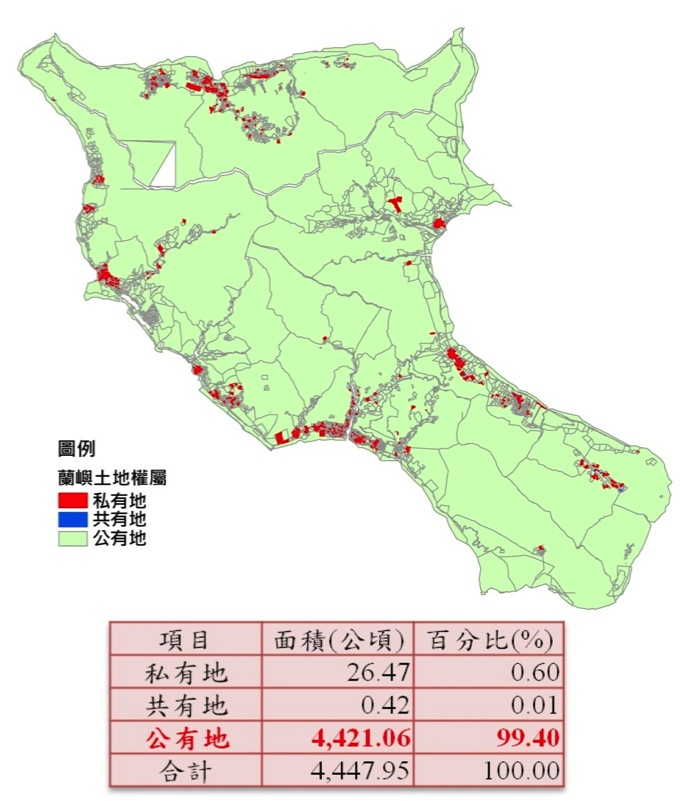 圖例
蘭嶼土地權屬
私有地
共有地
公有地
項目 面積(公頃) 百分比(%)
私有地 26.47 0.60
共有地 0.42 0.01
公有地 4,421.06 99.40
合計 4,447.95 100.00